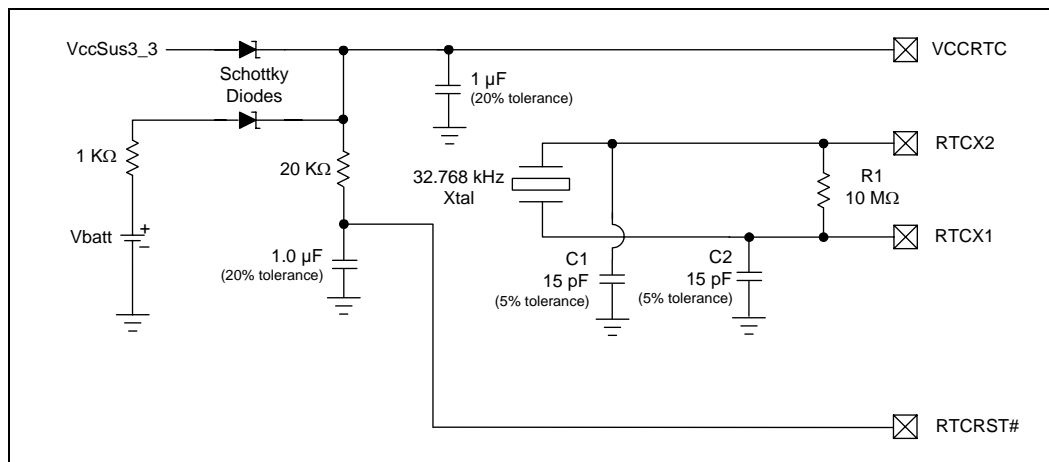 VccSus3_3
Schottky
Diodes
VCCRTC
1 µF
(20% tolerance)
RTCX2
1 KΩ
20 KΩ
32.768 kHz
Xtal
R1
10 MΩ
Vbatt
+
–
RTCX1
1.0 µF
(20% tolerance)
C1
15 pF
(5% tolerance)
C2
15 pF
(5% tolerance)
RTCRST#